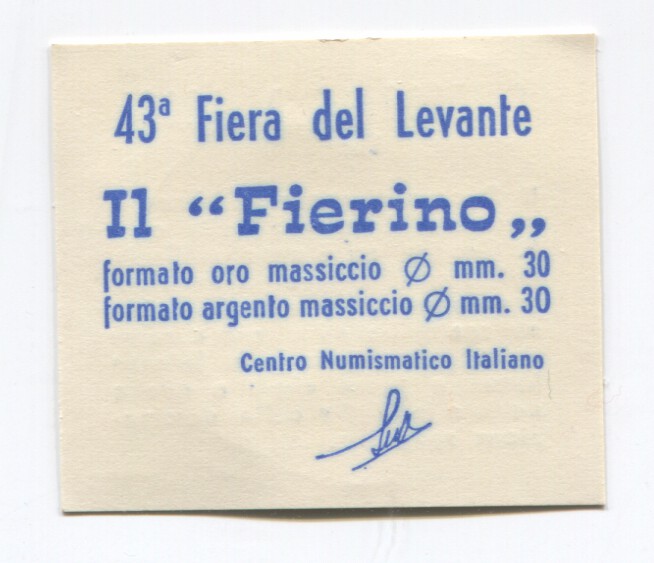 43ª Fiera del Levante
Il “Fierino„
formato oro massiccio Ø mm. 30
formato argento massiccio Ø mm. 30
Centro Numismatico Italiano